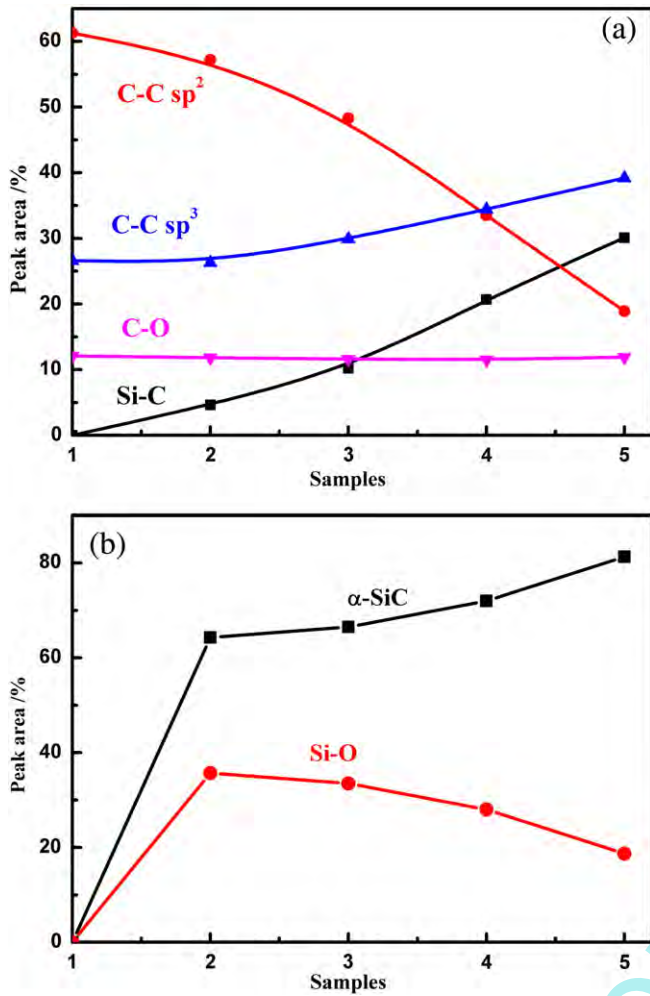 (a)
60
50
40
30
20
10
0
Peak area /%
C-C sp²
C-C sp³
C-O
Si-C
1 2 3 4 5
Samples
(b)
80
60
40
20
0
Peak area /%
α-SiC
Si-O
1 2 3 4 5
Samples